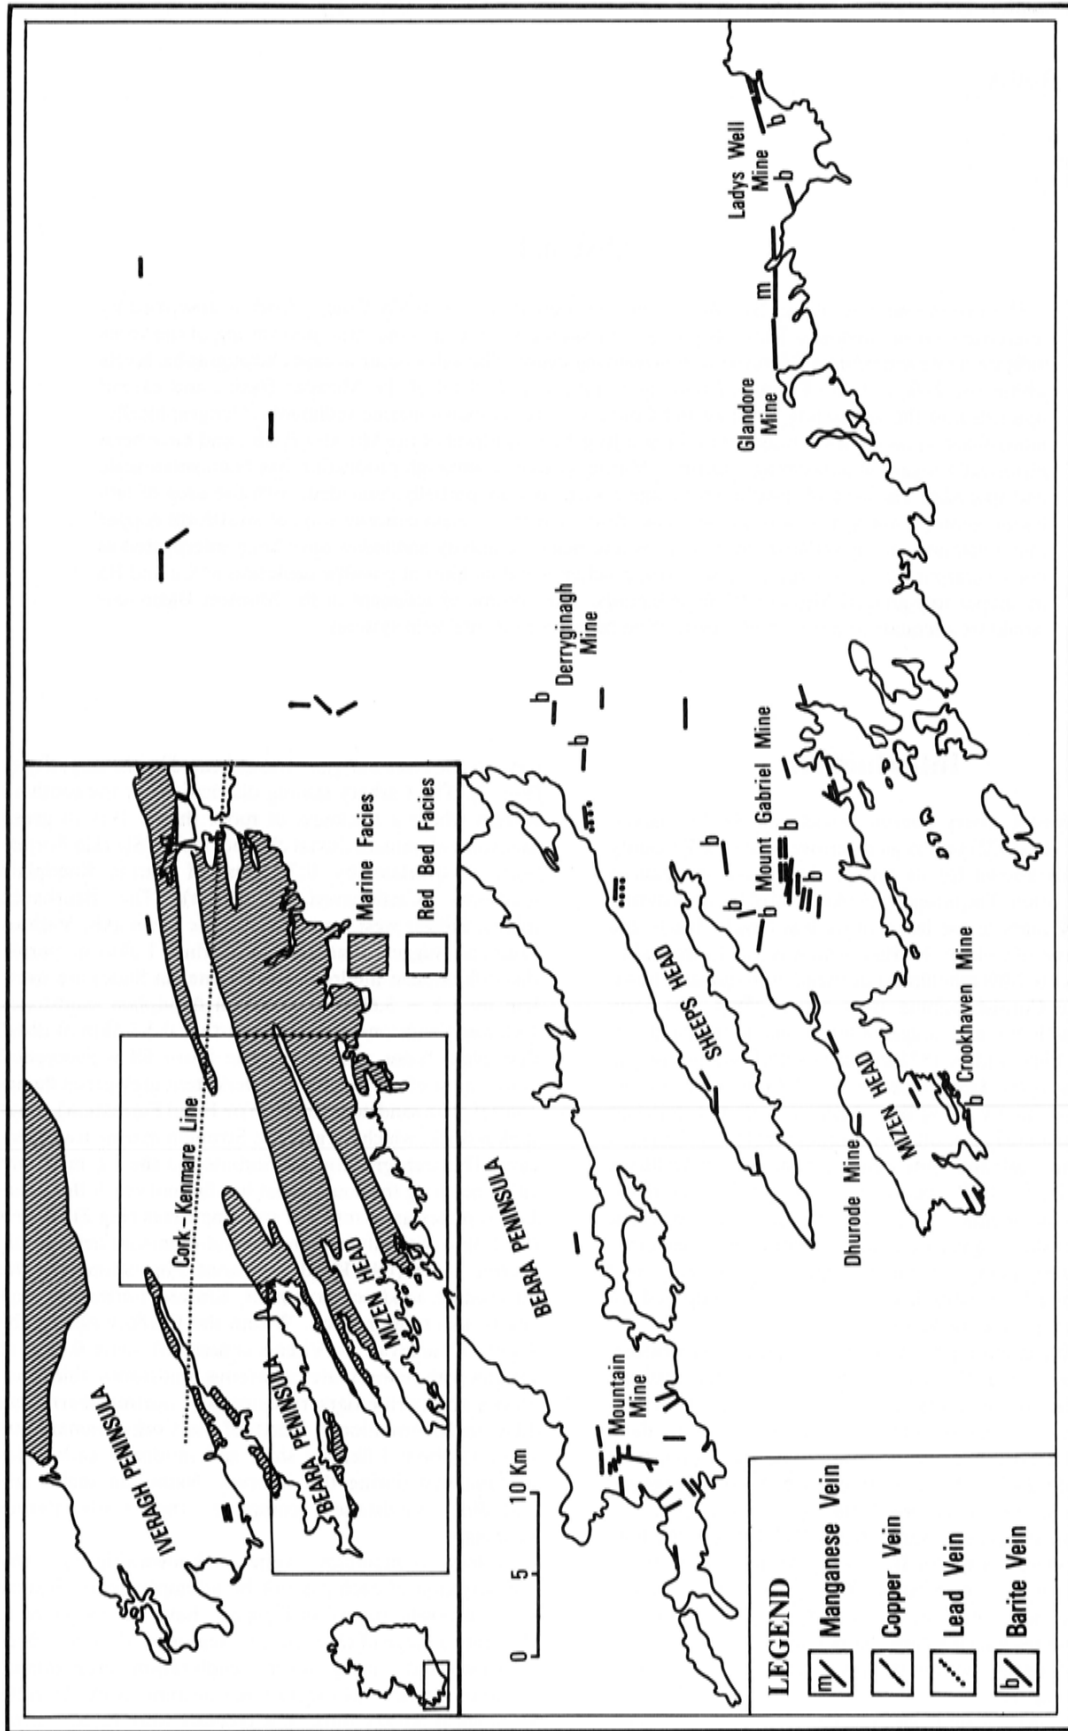 IVERAGH PENINSULA
Cork – Kenmare Line
BEARA PENINSULA
MIZEN HEAD
Marine Facies
Red Bed Facies
0
5
10 Km
BEARA PENINSULA
Mountain
Mine
SHEEPS HEAD
MIZEN HEAD
Dhurode Mine
b
Crookhaven Mine
b
b
b
Mount Gabriel Mine
b
b
b
b
Derryginagh
Mine
Glandore
Mine
m
Ladys Well
Mine
b
b
LEGEND
m
Manganese Vein
Copper Vein
Lead Vein
b
Barite Vein